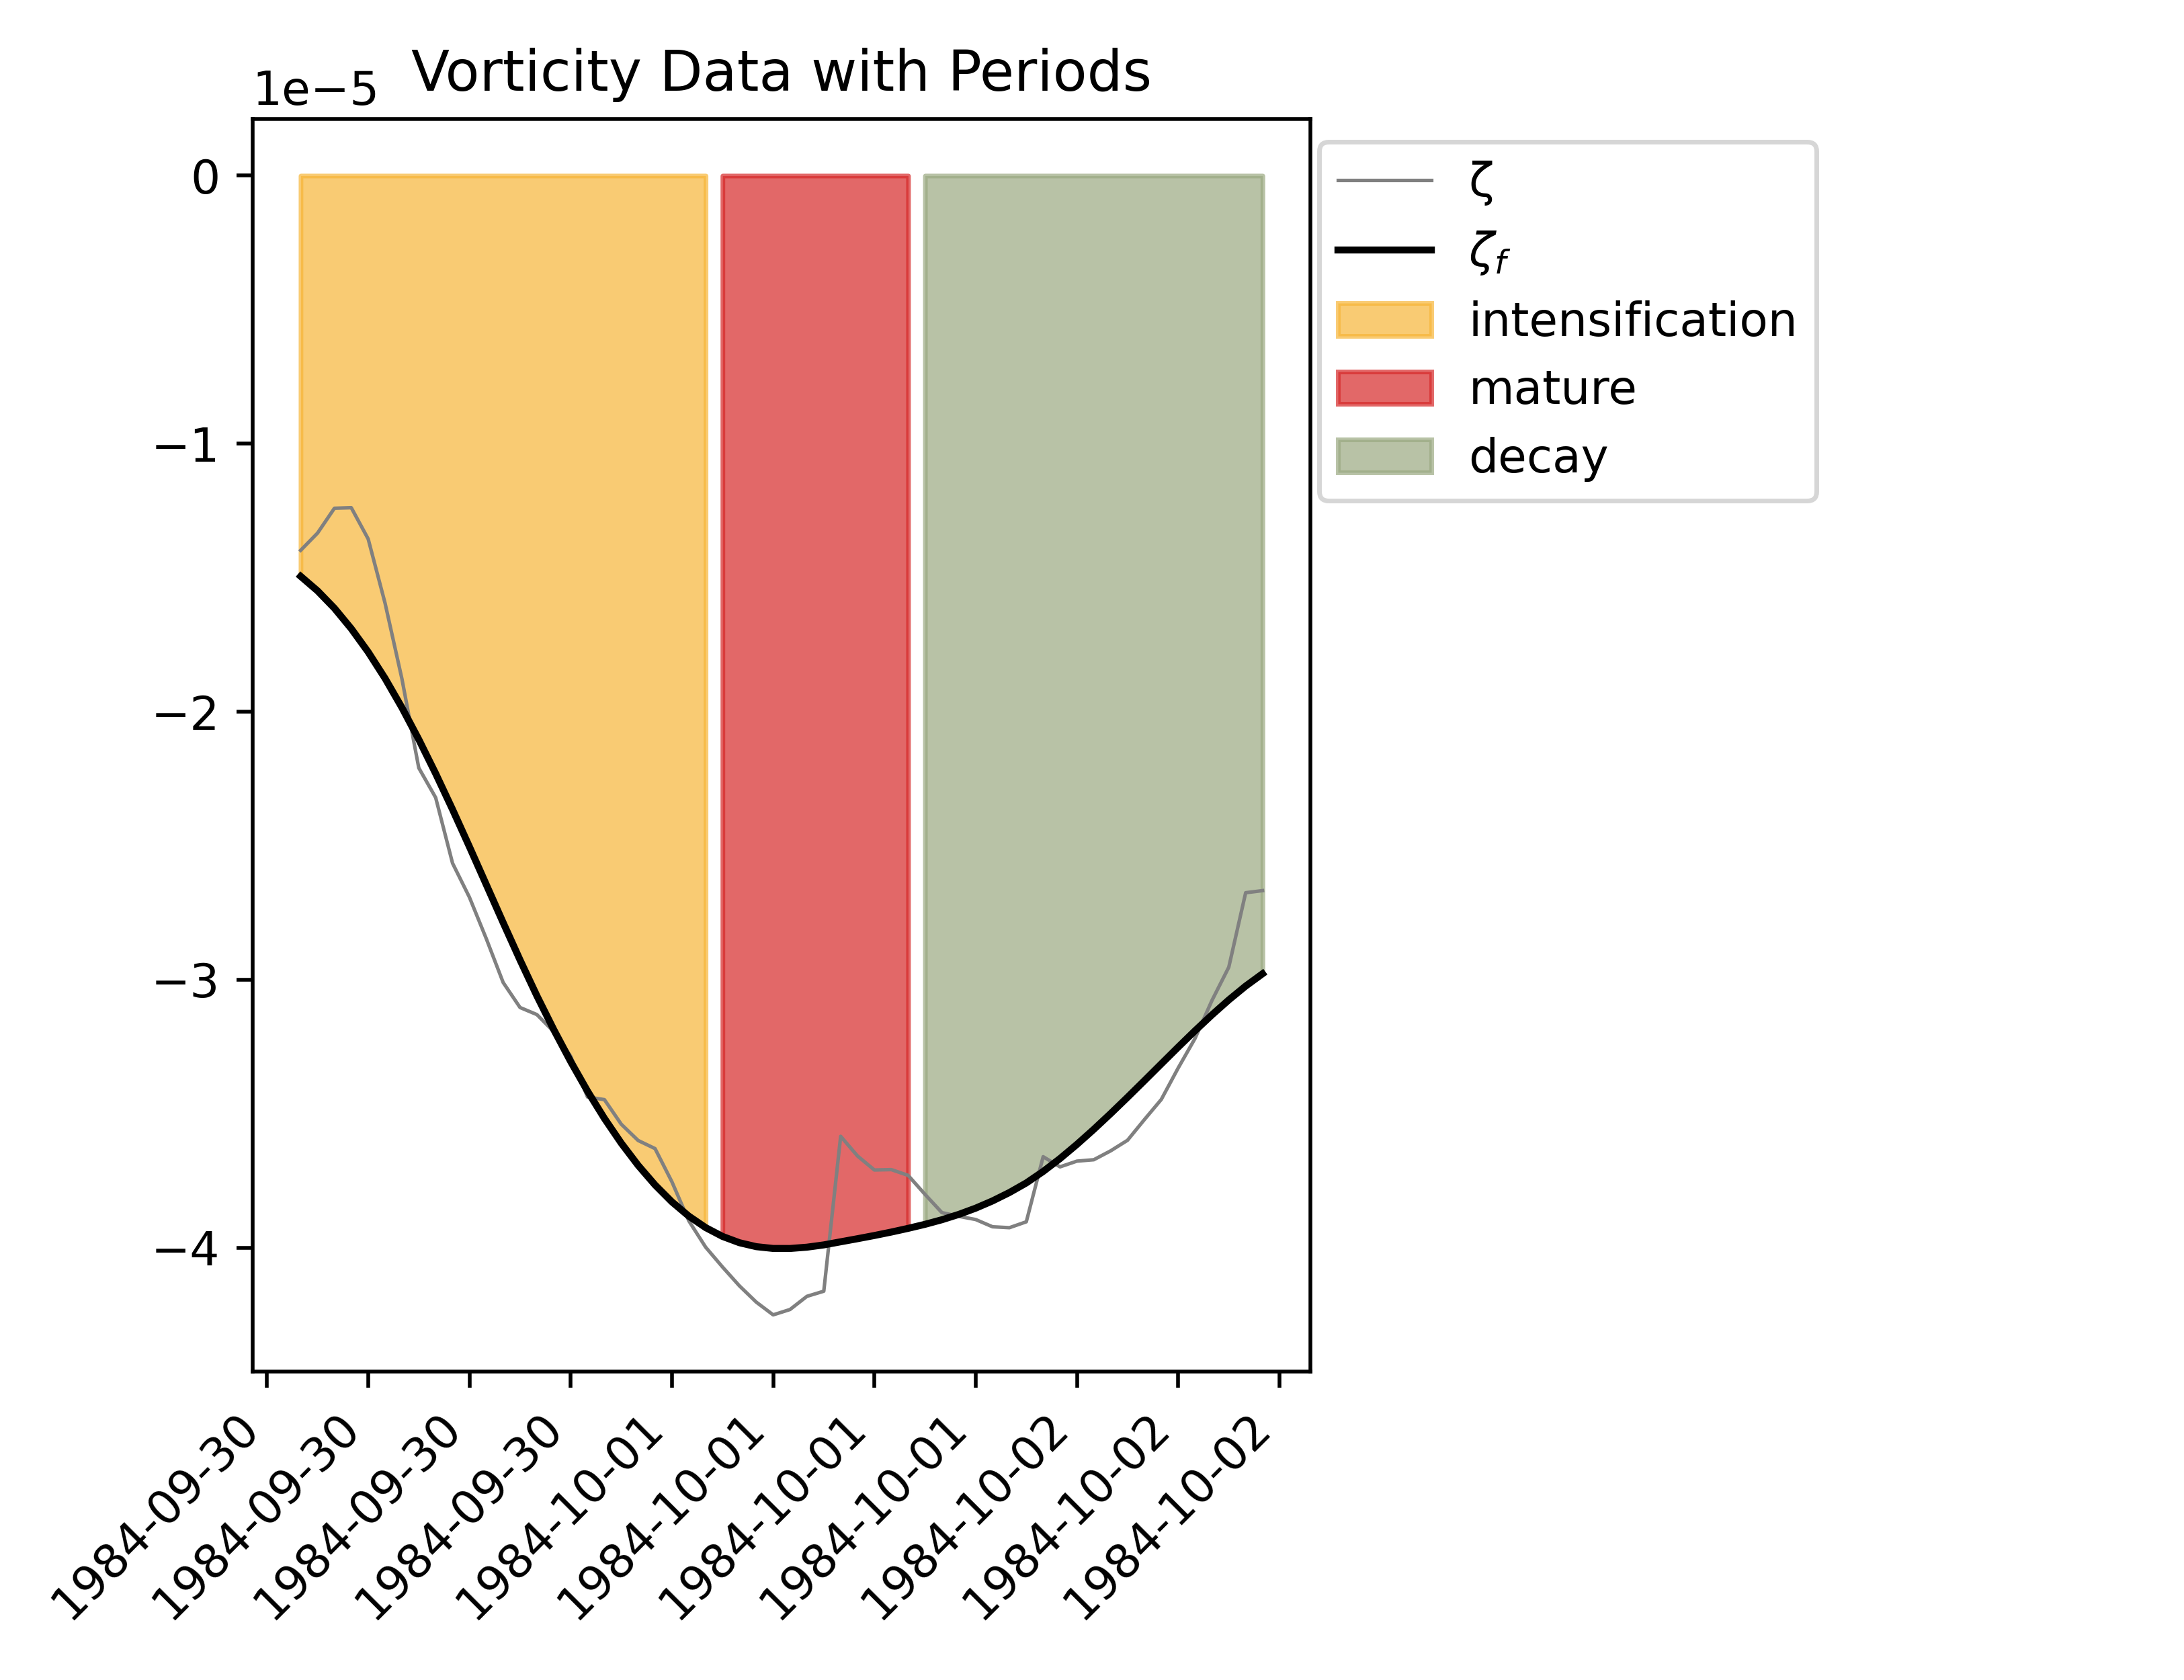 Vorticity Data with Periods
1e−5
0
−1
−2
−3
−4
ζ
ζf
intensification
mature
decay
1984-09-30
1984-09-30
1984-09-30
1984-09-30
1984-10-01
1984-10-01
1984-10-01
1984-10-01
1984-10-02
1984-10-02
1984-10-02